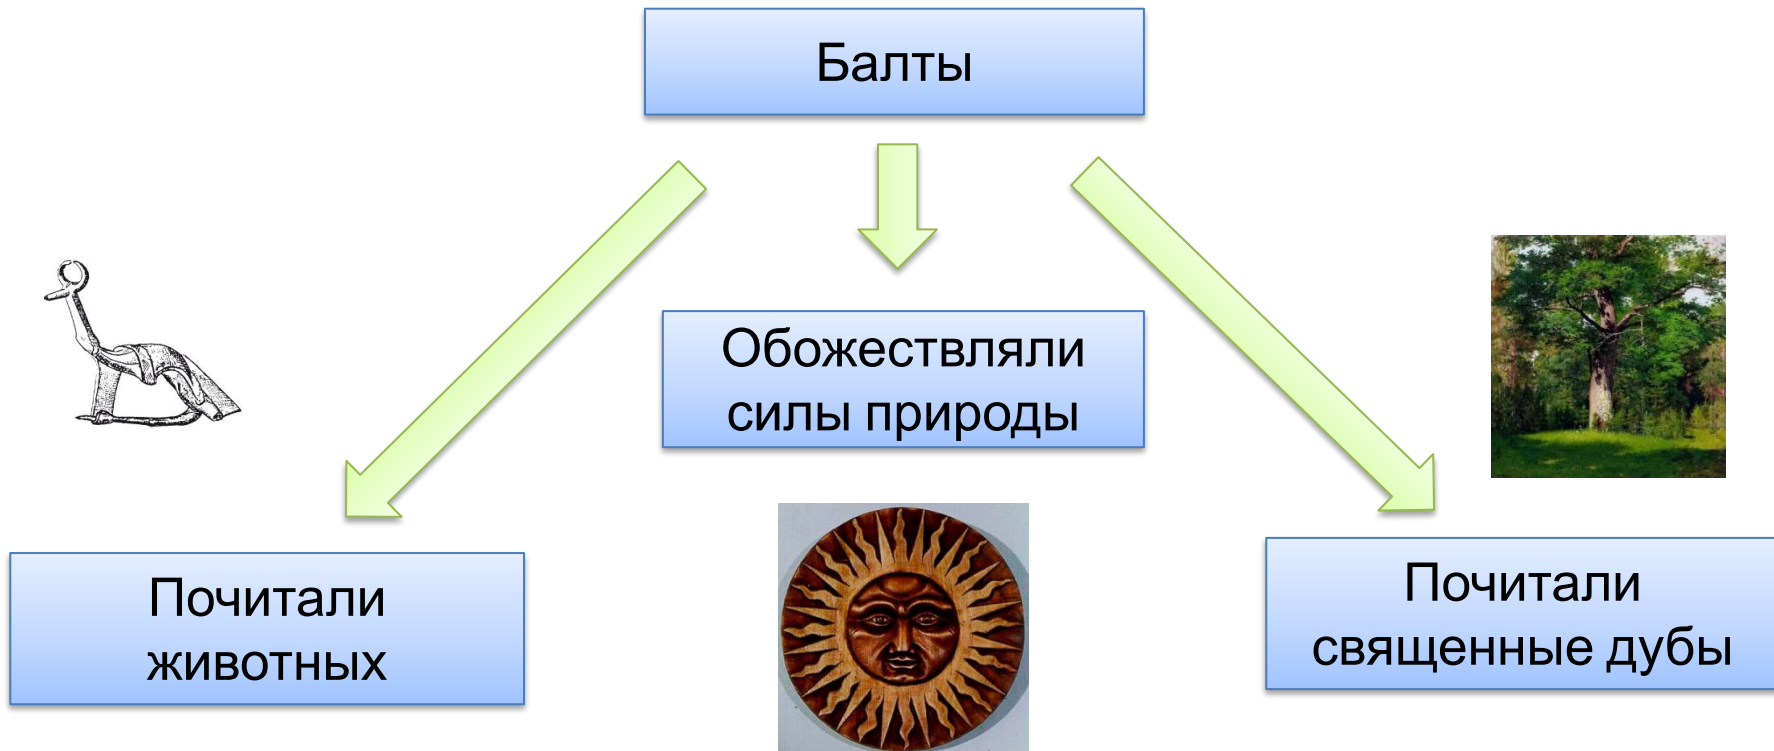 Балты
Обожествляли
силы природы
Почитали
животных
Почитали
священные дубы